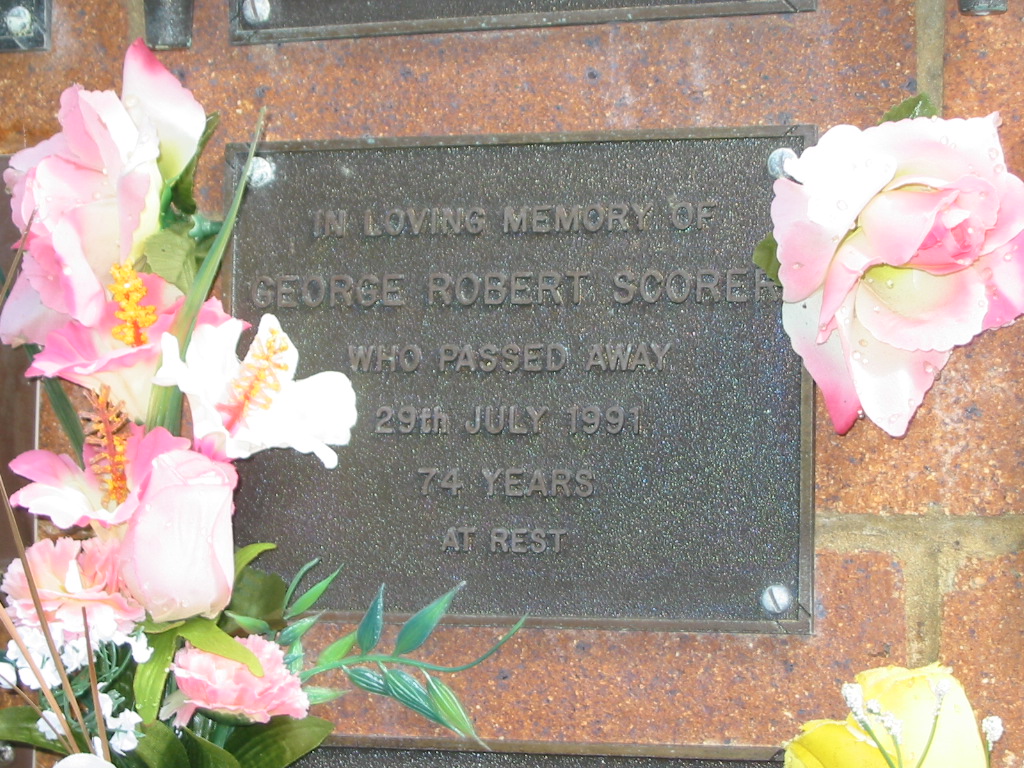 IN LOVING MEMORY OF
GEORGE ROBERT SCORER
WHO PASSED AWAY
29th JULY 1991
74 YEARS
AT REST